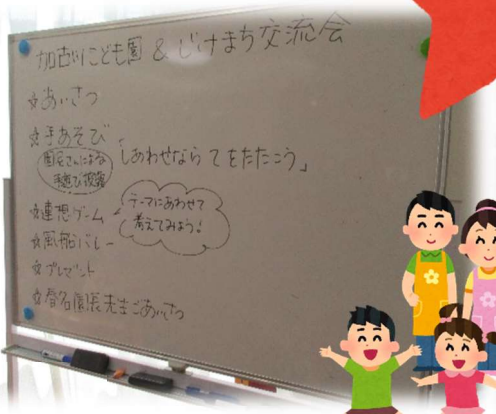 加古川こども園 & じけまち交流会
☆あいさつ
☆手あそび「しあわせなら てをたたこう」
園児さんによる
手遊び披露
☆連想ゲーム
テーマにあわせて
考えてみよう!
☆風船バレー
☆プレゼント
☆春名園長先生ごあいさつ